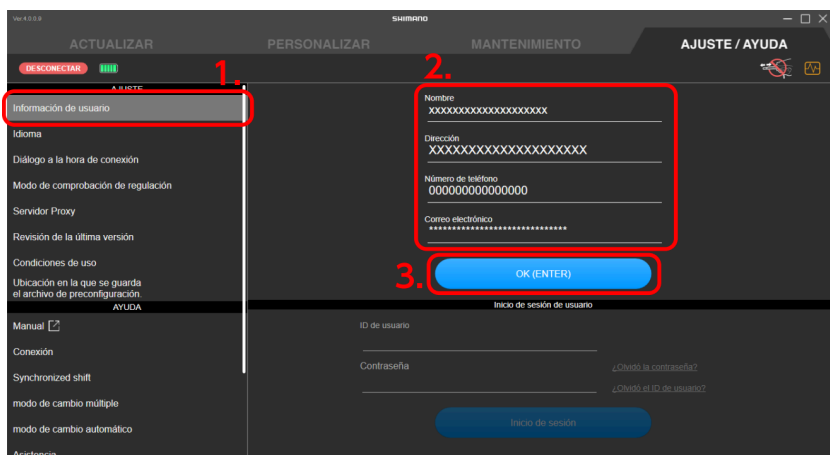 Ver.4.0.0.9
SHIMANO
ACTUALIZAR
PERSONALIZAR
MANTENIMIENTO
AJUSTE / AYUDA
DESCONECTAR
1.
2.
AJUSTE
Información de usuario
Idioma
Diálogo a la hora de conexión
Modo de comprobación de regulación
Servidor Proxy
Revisión de la última versión
Condiciones de uso
Ubicación en la que se guarda
el archivo de preconfiguración.
AYUDA
Manual
Conexión
Synchronized shift
modo de cambio múltiple
modo de cambio automático
Asistencia
Nombre
xxxxxxxxxxxxxxxxxxxx
Dirección
XXXXXXXXXXXXXXXXXXXX
Número de teléfono
000000000000000
Correo electrónico
******************************
3.
OK (ENTER)
Inicio de sesión de usuario
ID de usuario
Contraseña
¿Olvidó la contraseña?
¿Olvidó el ID de usuario?
Inicio de sesión